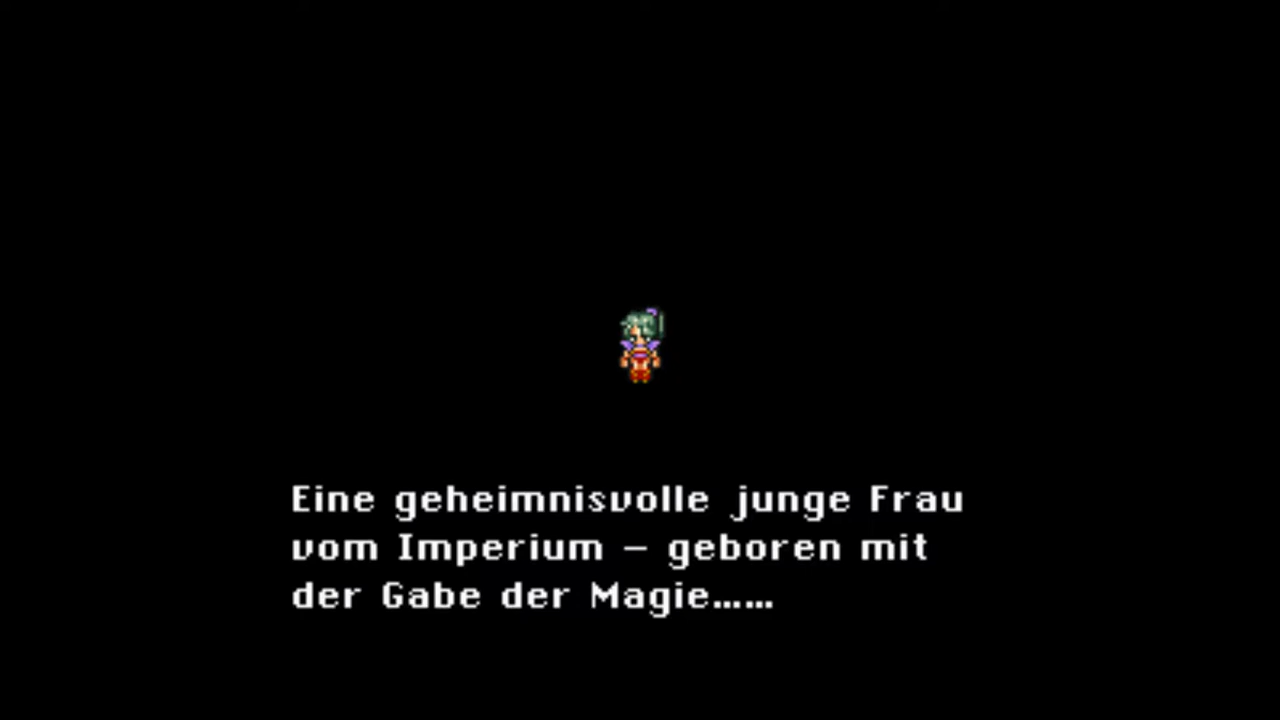 Eine geheimnisvolle junge Frau
vom Imperium – geboren mit
der Gabe der Magie……